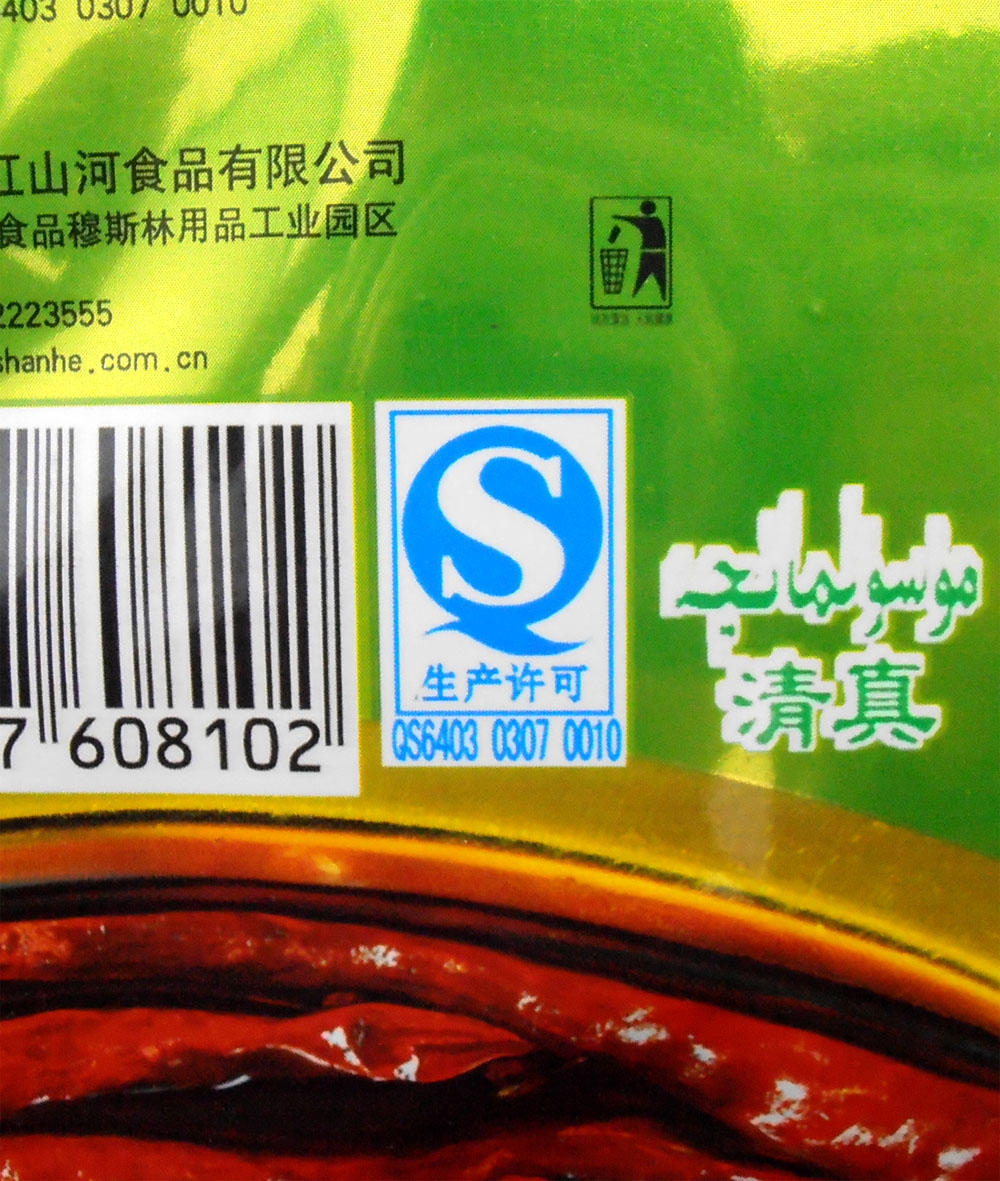 403 0307 0010
江山河食品有限公司
食品穆斯林用品工业园区
2223555
shanhe.com.cn
7 608102
S
生产许可
QS6403 0307 0010
مۇسۇلمانچە
清真